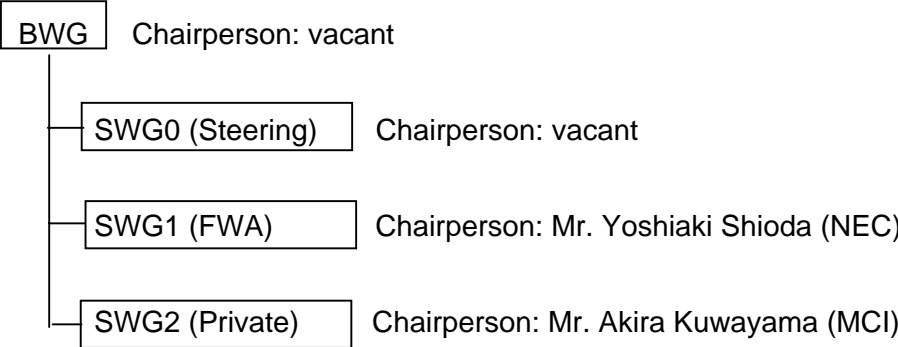 BWG Chairperson: vacant
SWG0 (Steering) Chairperson: vacant
SWG1 (FWA) Chairperson: Mr. Yoshiaki Shioda (NEC)
SWG2 (Private) Chairperson: Mr. Akira Kuwayama (MCI)